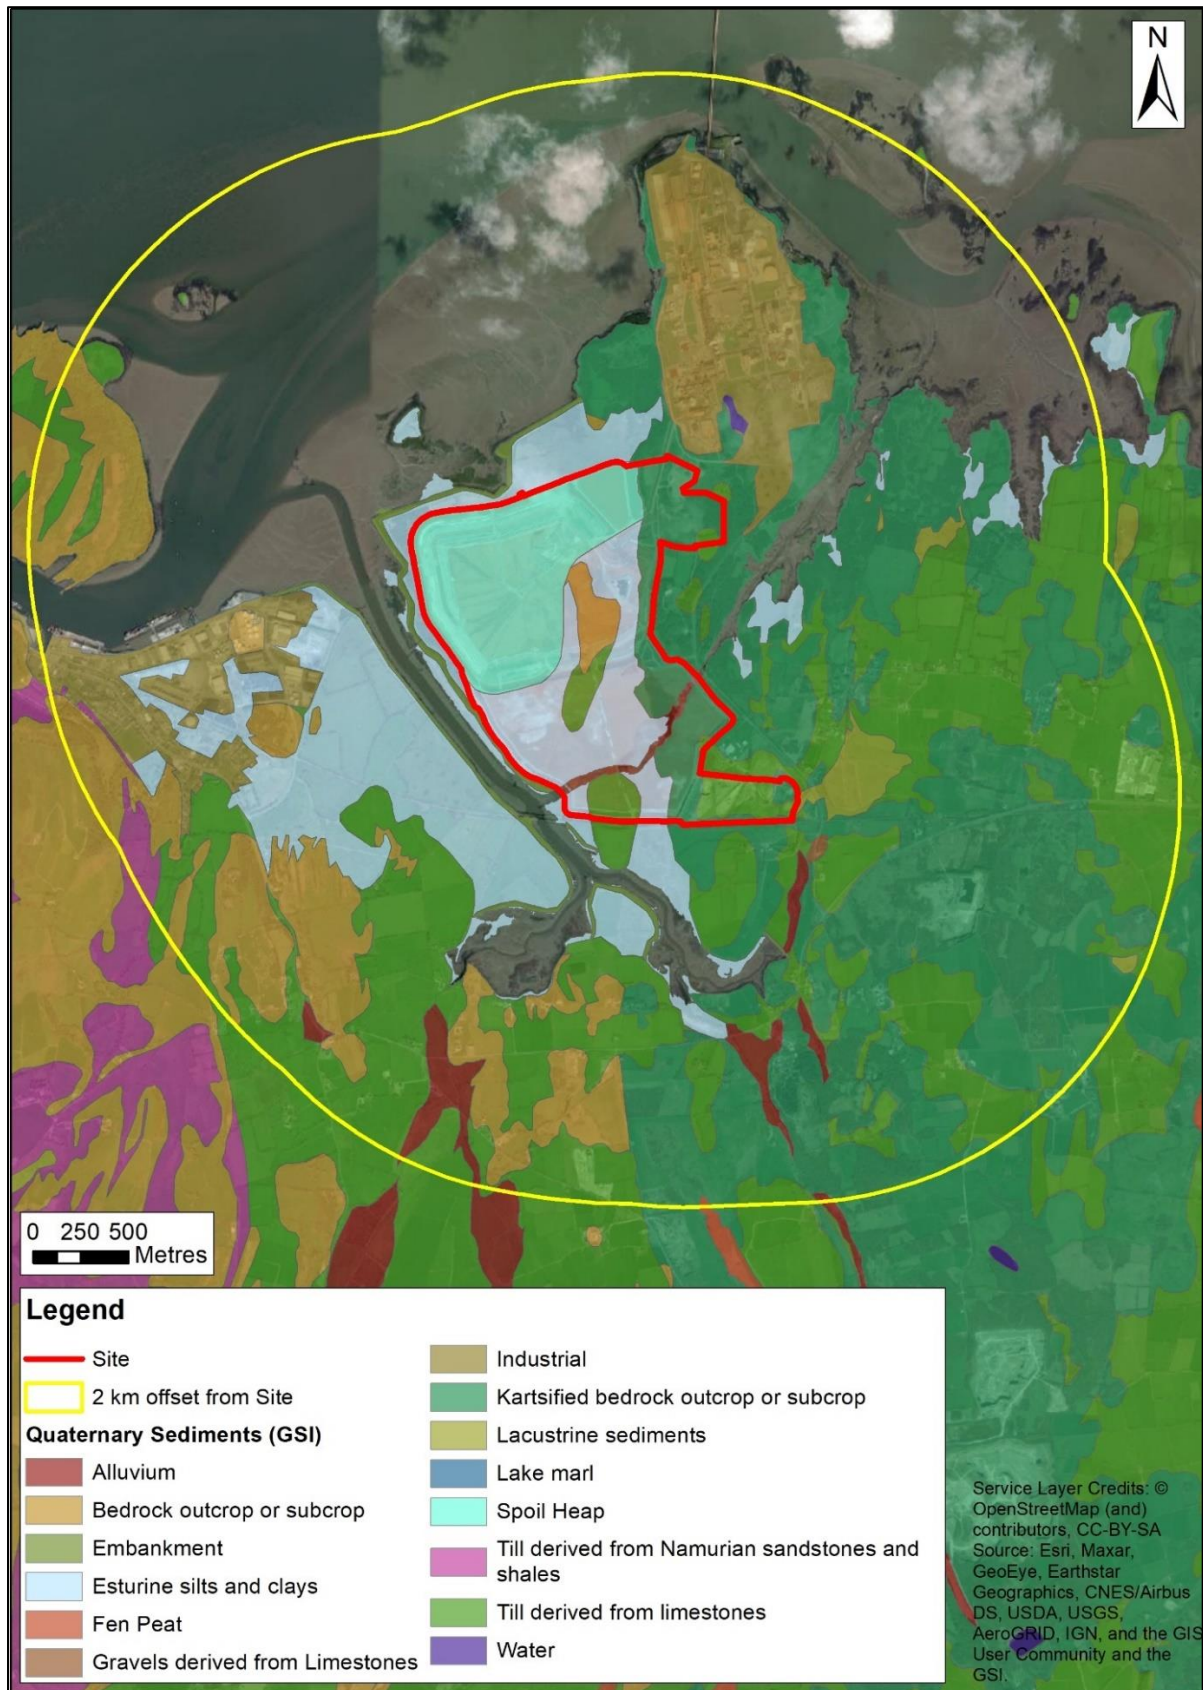 N
0 250 500
Metres
Legend
Site
2 km offset from Site
Quaternary Sediments (GSI)
Alluvium
Bedrock outcrop or subcrop
Embankment
Esturine silts and clays
Fen Peat
Gravels derived from Limestones
Industrial
Kartsified bedrock outcrop or subcrop
Lacustrine sediments
Lake marl
Spoil Heap
Till derived from Namurian sandstones and
shales
Till derived from limestones
Water
Service Layer Credits: ©
OpenStreetMap (and)
contributors, CC-BY-SA
Source: Esri, Maxar,
GeoEye, Earthstar
Geographics, CNES/Airbus
DS, USDA, USGS,
AeroGRID, IGN, and the GIS
User Community and the
GSI.